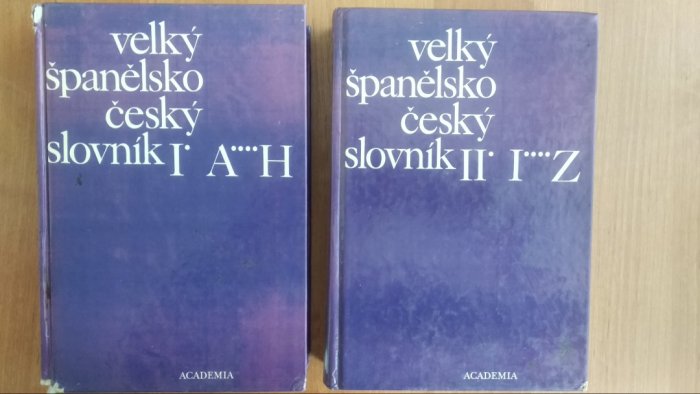 velký
španělsko
český
slovník I· A····H
ACADEMIA
velký
španělsko
český
slovník II· I····Z
ACADEMIA